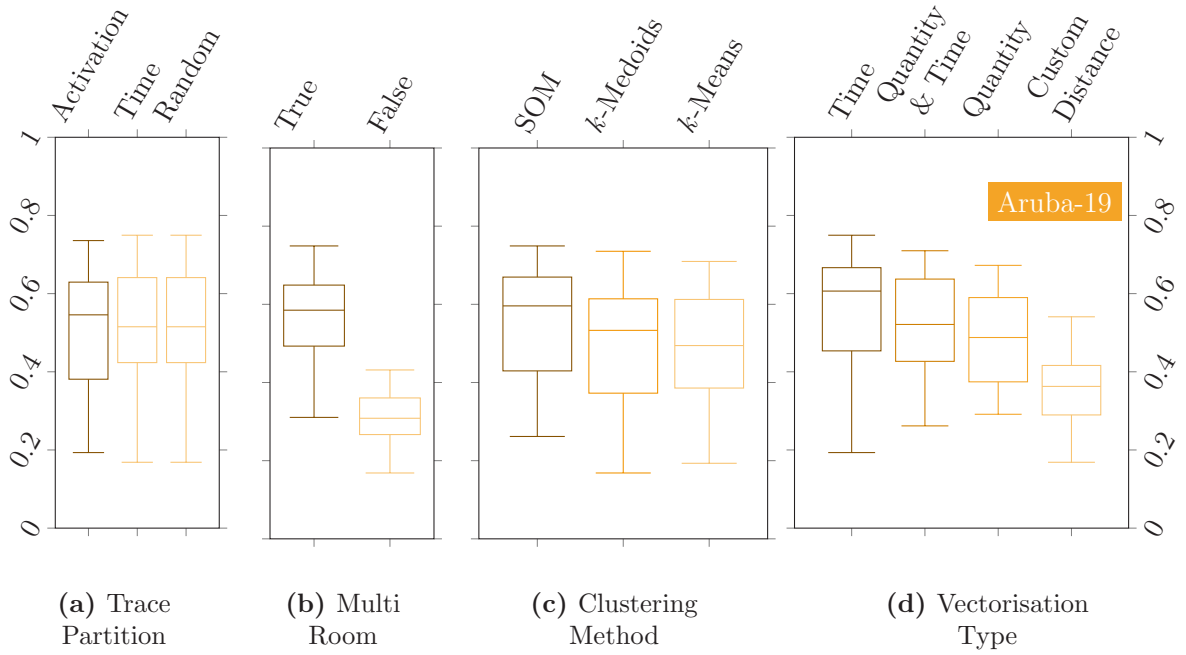 Activation
Time
Random
True
False
SOM
k-Medoids
k-Means
Time
Quantity
& Time
Quantity
Custom
Distance
1
0.8
0.6
0.4
0.2
0
1
0.8
0.6
0.4
0.2
0
Aruba-19
(a) Trace
Partition
(b) Multi
Room
(c) Clustering
Method
(d) Vectorisation
Type